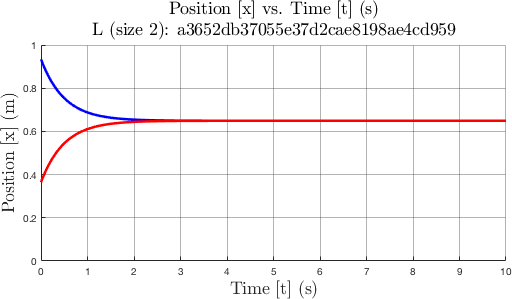 Position [x] vs. Time [t] (s)
L (size 2): a3652db37055e37d2cae8198ae4cd959
Position [x] (m)
1
0.8
0.6
0.4
0.2
0
0 1 2 3 4 5 6 7 8 9 10
Time [t] (s)